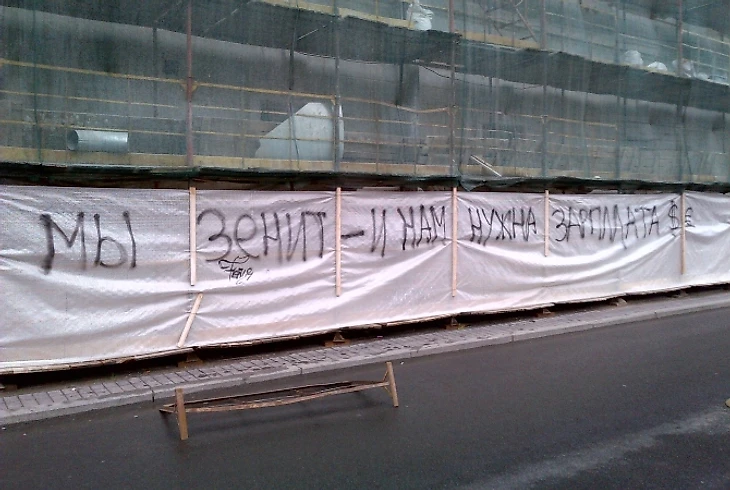 МЫ ЗЕНИТ – И НАМ НУЖНА ЗАРПЛАТА $ €